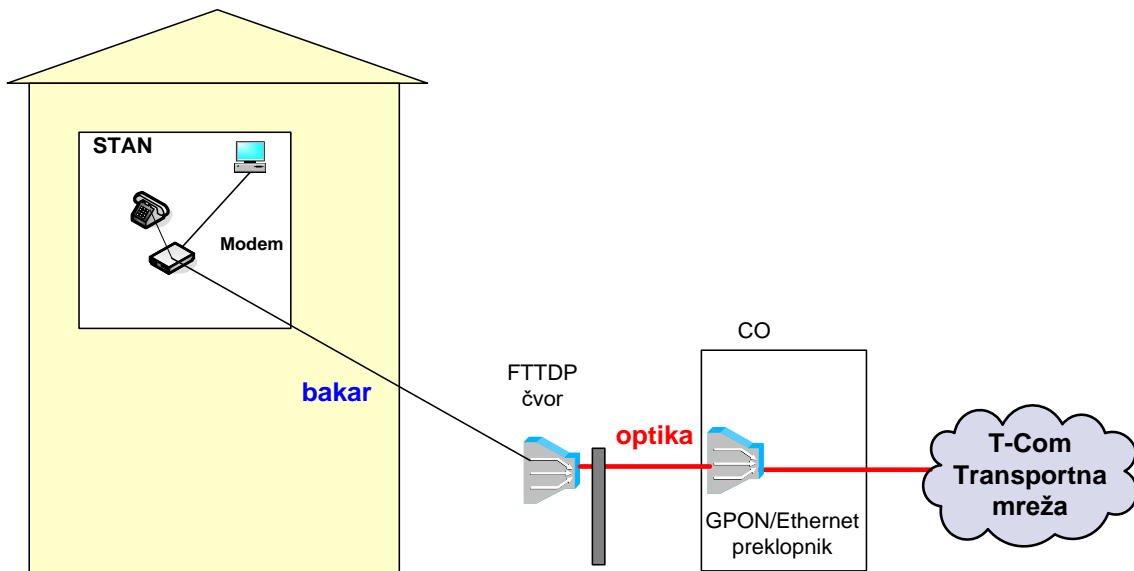 STAN
Modem
bakar
FTTDP
čvor
optika
CO
GPON/Ethernet
preklopnik
T-Com
Transportna
mreža